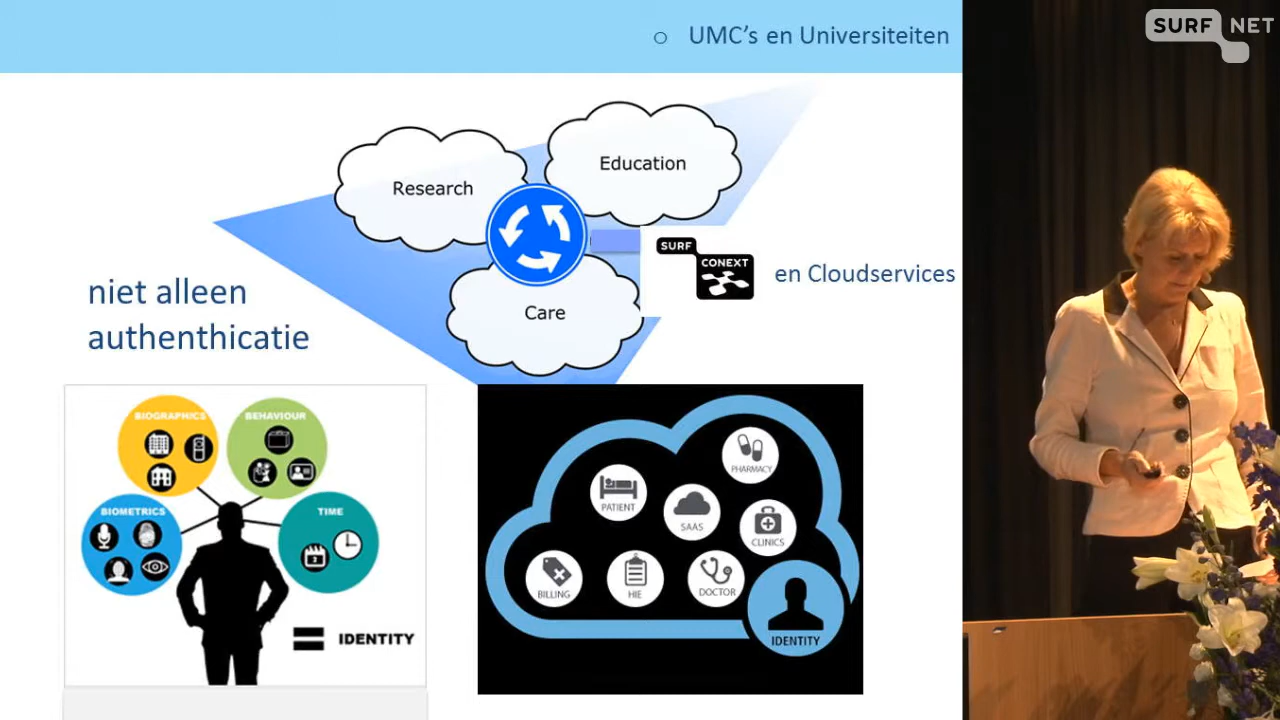 SURF NET
○ UMC's en Universiteiten
Education
Research
SURF
CONEXT
en Cloudservices
Care
niet alleen
authenthicatie
BIOGRAPHICS
BEHAVIOUR
BIOMETRICS
TIME
= IDENTITY
PHARMACY
PATIENT
SAAS
CLINICS
BILLING
HIE
DOCTOR
IDENTITY